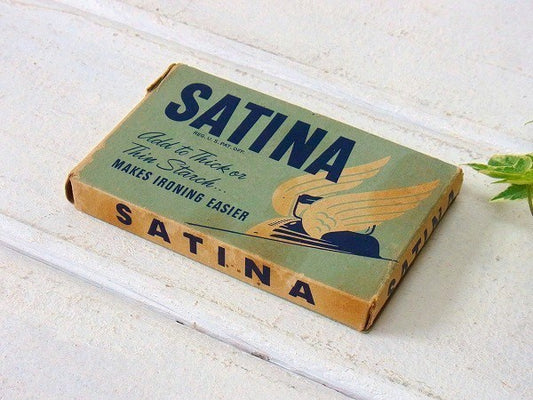 SATINA
REG. U. S. PAT. OFF.
Add to Thick or
Thin Starch...
MAKES IRONING EASIER
SATINA
SATINA